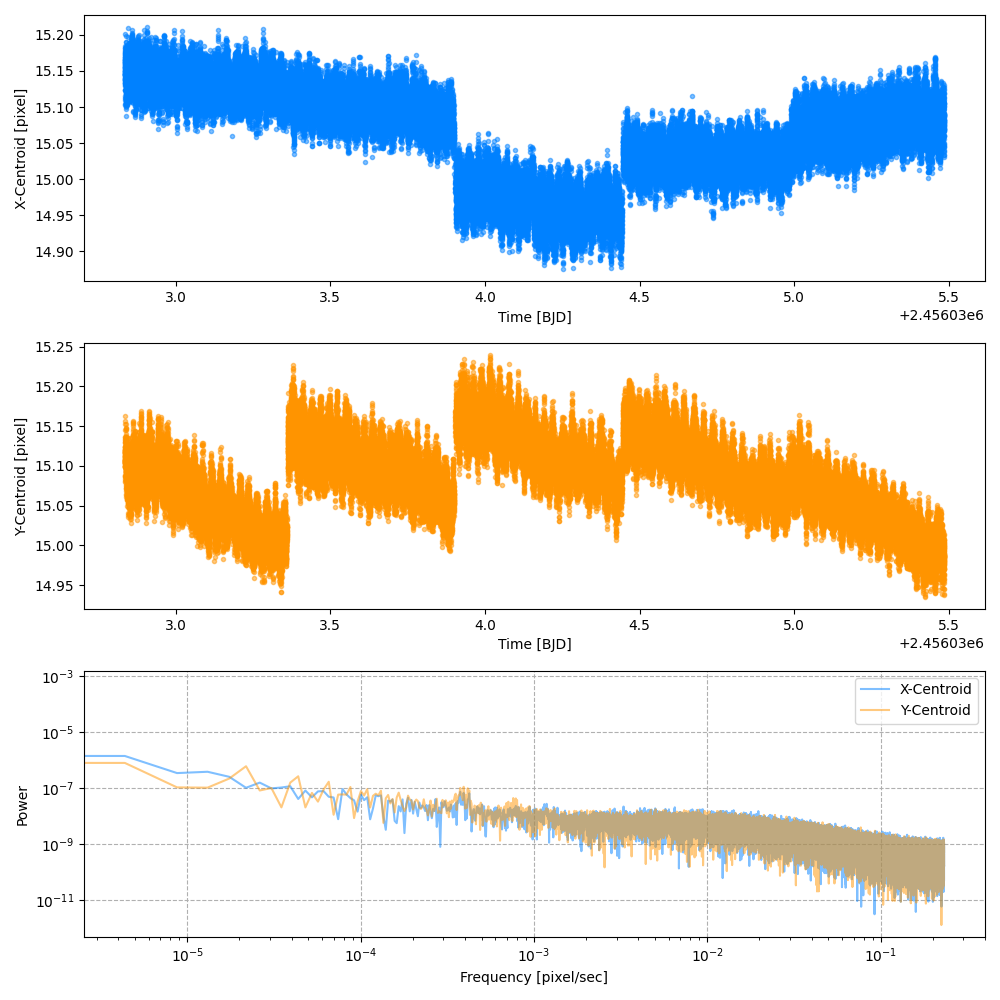 15.20
15.15
15.10
15.05
15.00
14.95
14.90
X-Centroid [pixel]
3.0 3.5 4.0 4.5 5.0 5.5
Time [BJD]
+2.45603e6
15.25
15.20
15.15
15.10
15.05
15.00
14.95
Y-Centroid [pixel]
3.0 3.5 4.0 4.5 5.0 5.5
Time [BJD]
+2.45603e6
10⁻³
10⁻⁵
10⁻⁷
10⁻⁹
10⁻¹¹
Power
X-Centroid
Y-Centroid
10⁻⁵ 10⁻⁴ 10⁻³ 10⁻² 10⁻¹
Frequency [pixel/sec]